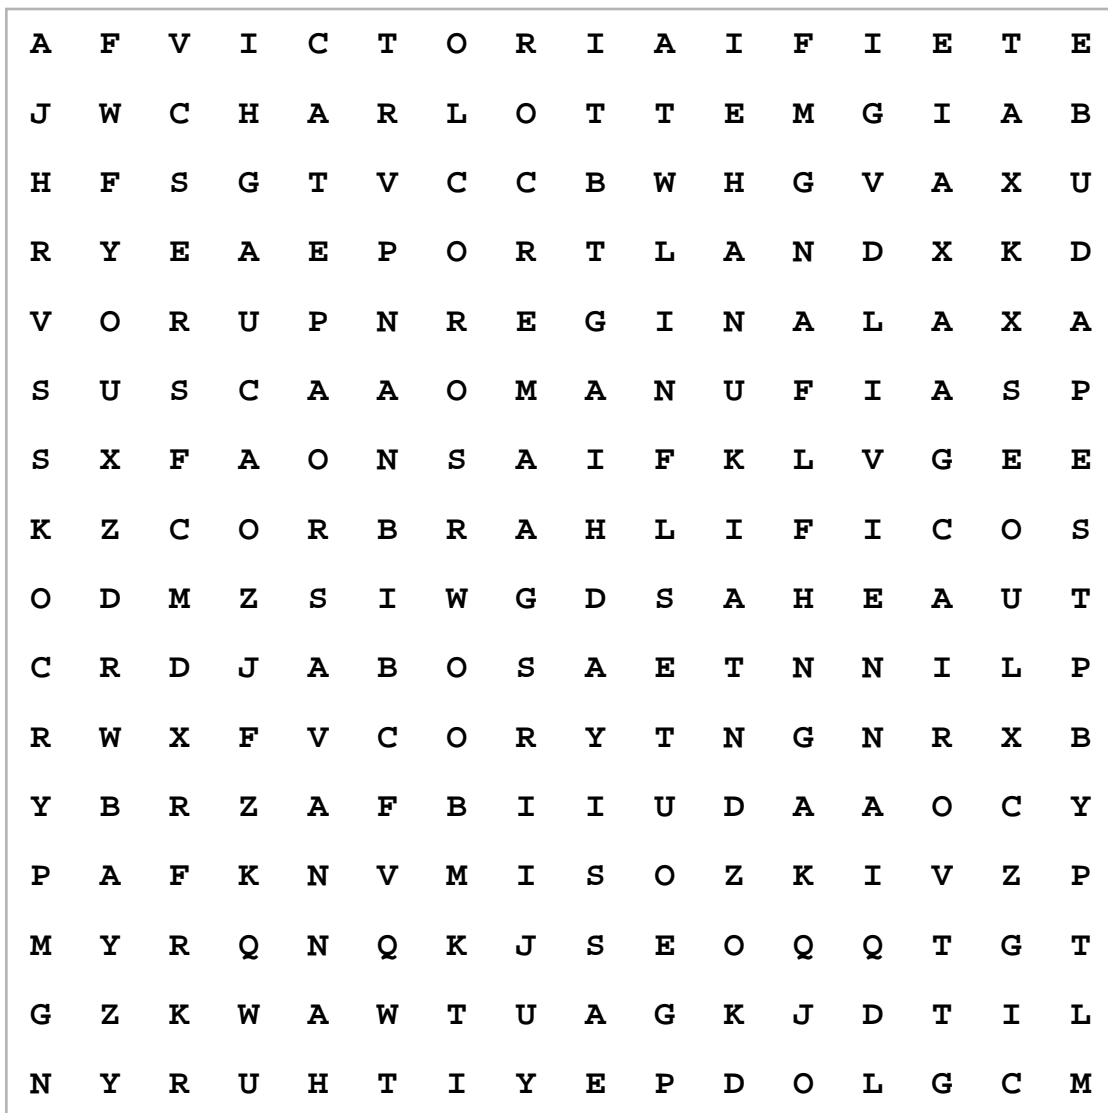 A F V I C T O R I A I F I E T E
J W C H A R L O T T E M G I A B
H F S G T V C C B W H G V A X U
R Y E A E P O R T L A N D X K D
V O R U P N R E G I N A L A X A
S U S C A A O M A N U F I A S P
S X F A O N S A I F K L V G E E
K Z C O R B R A H L I F I C O S
O D M Z S I W G D S A H E A U T
C R D J A B O S A E T N N I L P
R W X F V C O R Y T N G N R X B
Y B R Z A F B I I U D A A O C Y
P A F K N V M I S O Z K I V Z P
M Y R Q N Q K J S E O Q Q T G T
G Z K W A W T U A G K J D T I L
N Y R U H T I Y E P D O L G C M